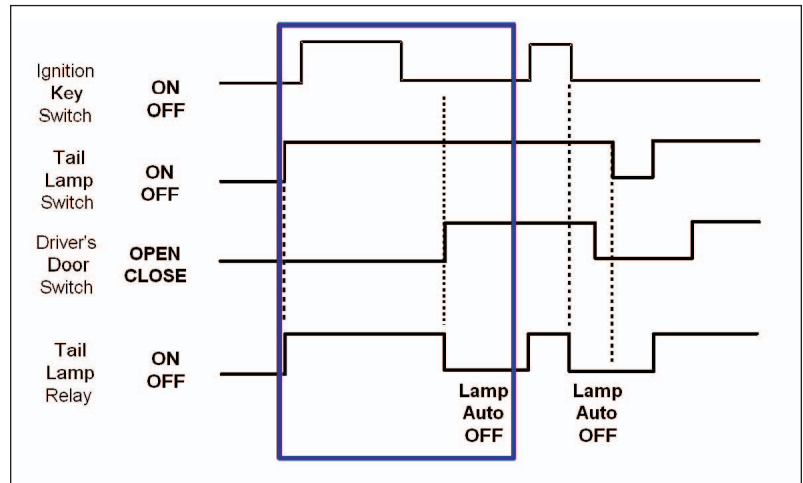 Ignition
Key
Switch
ON
OFF
Tail
Lamp
Switch
ON
OFF
Driver's
Door
Switch
OPEN
CLOSE
Tail
Lamp
Relay
ON
OFF
Lamp
Auto
OFF
Lamp
Auto
OFF